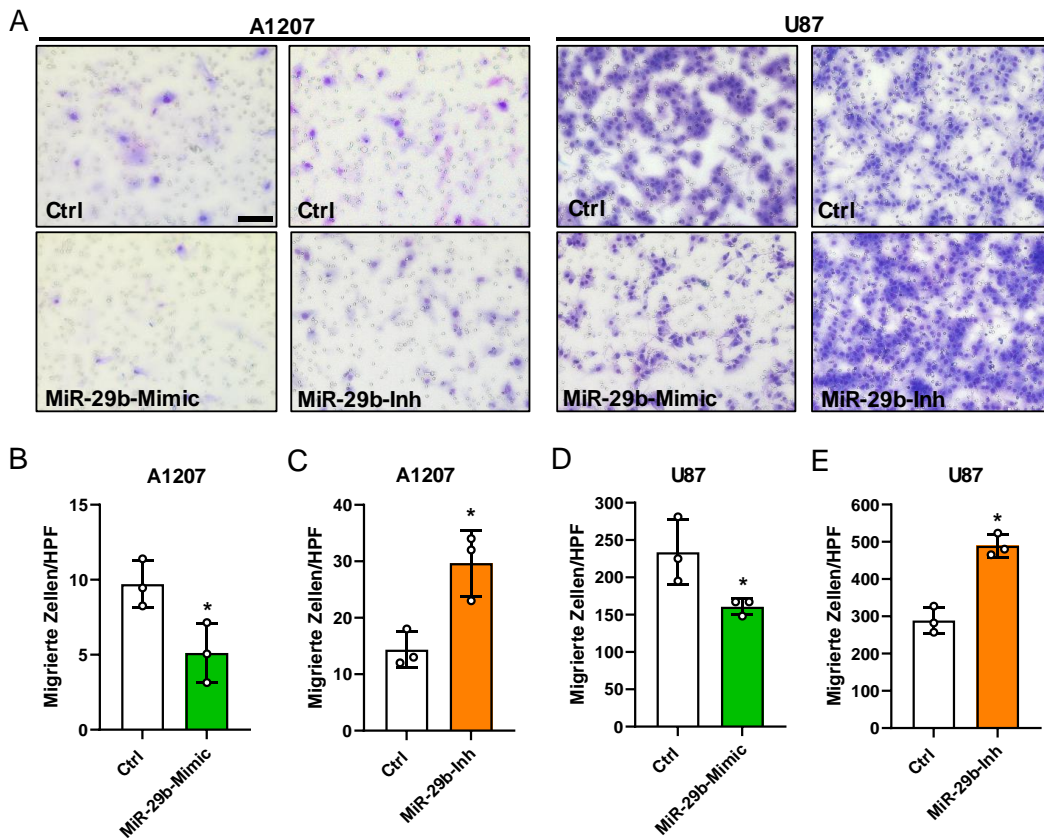 A
A1207
U87
Ctrl
Ctrl
Ctrl
Ctrl
MiR-29b-Mimic
MiR-29b-Inh
MiR-29b-Mimic
MiR-29b-Inh
B
A1207
Migrierte Zellen/HPF
15
10
5
0
*
Ctrl
MiR-29b-Mimic
C
A1207
Migrierte Zellen/HPF
40
30
20
10
0
*
Ctrl
MiR-29b-Inh
D
U87
Migrierte Zellen/HPF
300
250
200
150
100
50
0
*
Ctrl
MiR-29b-Mimic
E
U87
Migrierte Zellen/HPF
600
500
400
300
200
100
0
*
Ctrl
MiR-29b-Inh